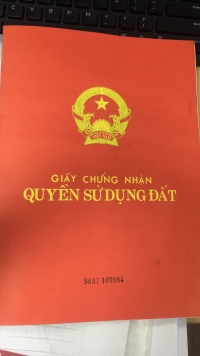 GIẤY CHỨNG NHẬN
QUYỀN SỬ DỤNG ĐẤT